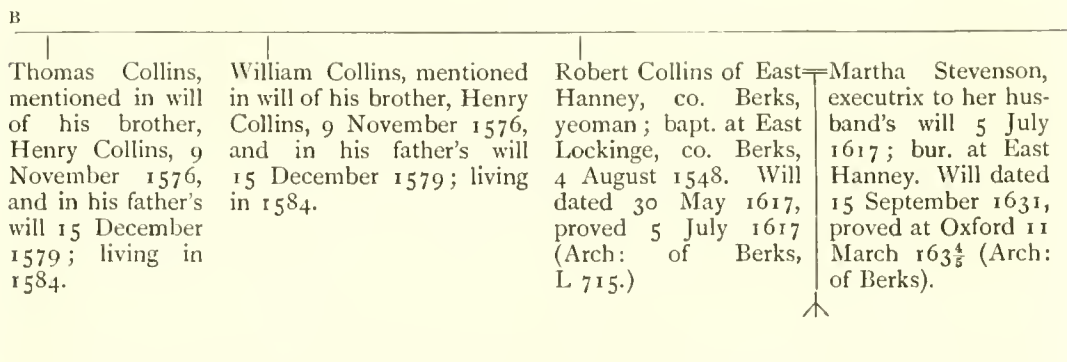 B
Thomas Collins,
mentioned in will
of his brother,
Henry Collins, 9
November 1576,
and in his father's
will 15 December
1579; living in
1584.
William Collins, mentioned
in will of his brother, Henry
Collins, 9 November 1576,
and in his father's will
15 December 1579; living
in 1584.
Robert Collins of East
Hanney, co. Berks,
yeoman; bapt. at East
Lockinge, co. Berks,
4 August 1548. Will
dated 30 May 1617,
proved 5 July 1617
(Arch: of Berks,
L 715.)
Martha Stevenson,
executrix to her hus-
band's will 5 July
1617; bur. at East
Hanney. Will dated
15 September 1631,
proved at Oxford 11
March 163⅘ (Arch:
of Berks).